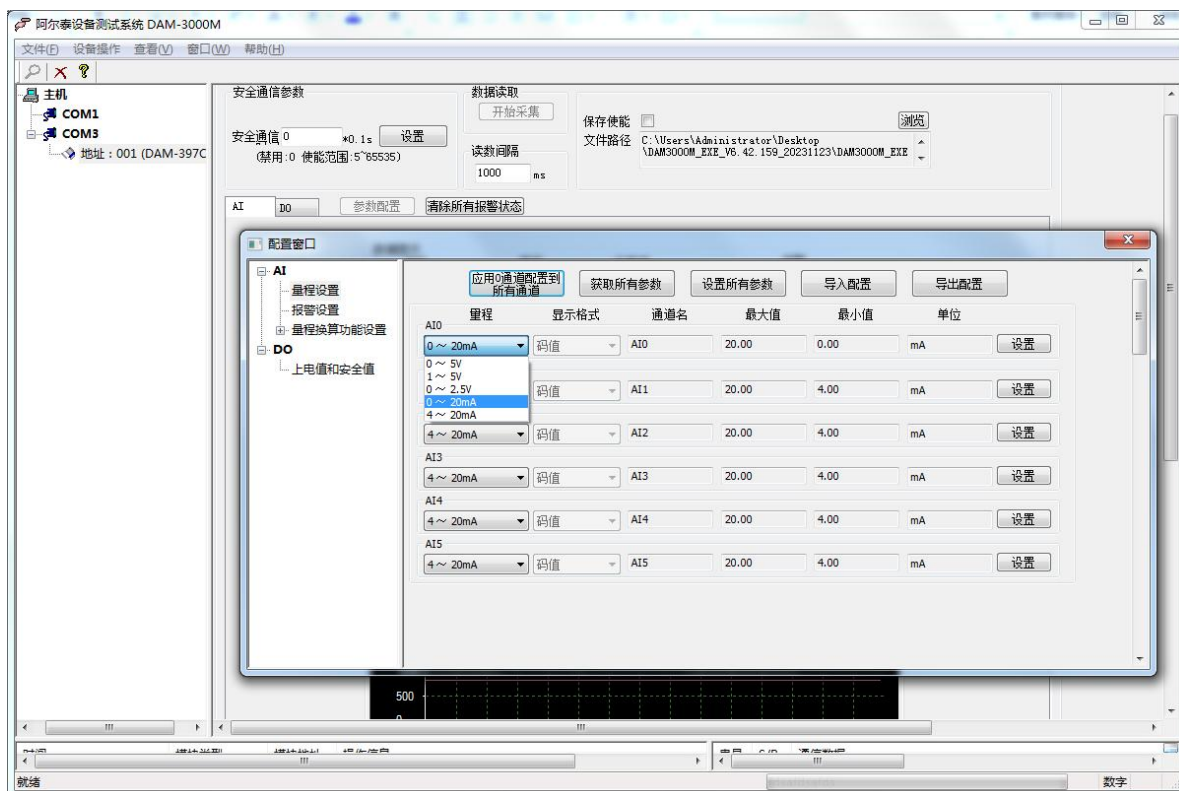 阿尔泰设备测试系统 DAM-3000M
文件(F) 设备操作 查看(V) 窗口(W) 帮助(H)
主机
COM1
COM3
地址：001 (DAM-397C
安全通信参数
安全通信 0 *0.1s 设置
(禁用:0 使能范围:5~65535)
数据读取
开始采集
读数间隔
1000 ms
保存使能 浏览
文件路径 C:\Users\Administrator\Desktop
\DAM3000M_EXE_V6.42.159_20231123\DAM3000M_EXE
AI DO 参数配置 清除所有报警状态
配置窗口
AI
量程设置
报警设置
量程换算功能设置
DO
上电值和安全值
应用0通道配置到
所有通道
获取所有参数 设置所有参数 导入配置 导出配置
量程 显示格式 通道名 最大值 最小值 单位
AI0
0～ 20mA 码值 AI0 20.00 0.00 mA 设置
0～ 5V
1～ 5V
0～ 2.5V
0～ 20mA
4～ 20mA
码值 AI1 20.00 4.00 mA 设置
4～ 20mA 码值 AI2 20.00 4.00 mA 设置
AI3
4～ 20mA 码值 AI3 20.00 4.00 mA 设置
AI4
4～ 20mA 码值 AI4 20.00 4.00 mA 设置
AI5
4～ 20mA 码值 AI5 20.00 4.00 mA 设置
500
就绪 数字